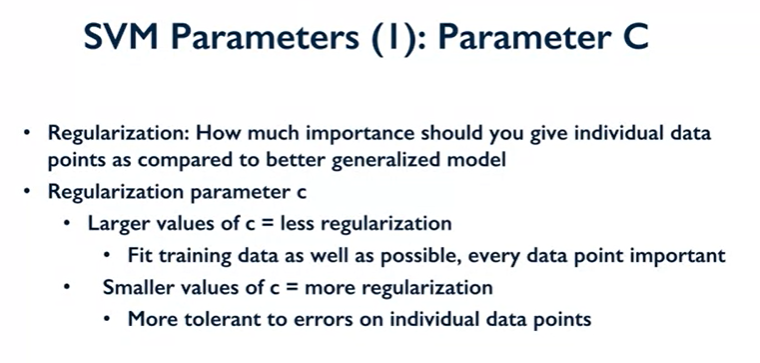 SVM Parameters (1): Parameter C
• Regularization: How much importance should you give individual data
points as compared to better generalized model
• Regularization parameter c
• Larger values of c = less regularization
• Fit training data as well as possible, every data point important
• Smaller values of c = more regularization
• More tolerant to errors on individual data points